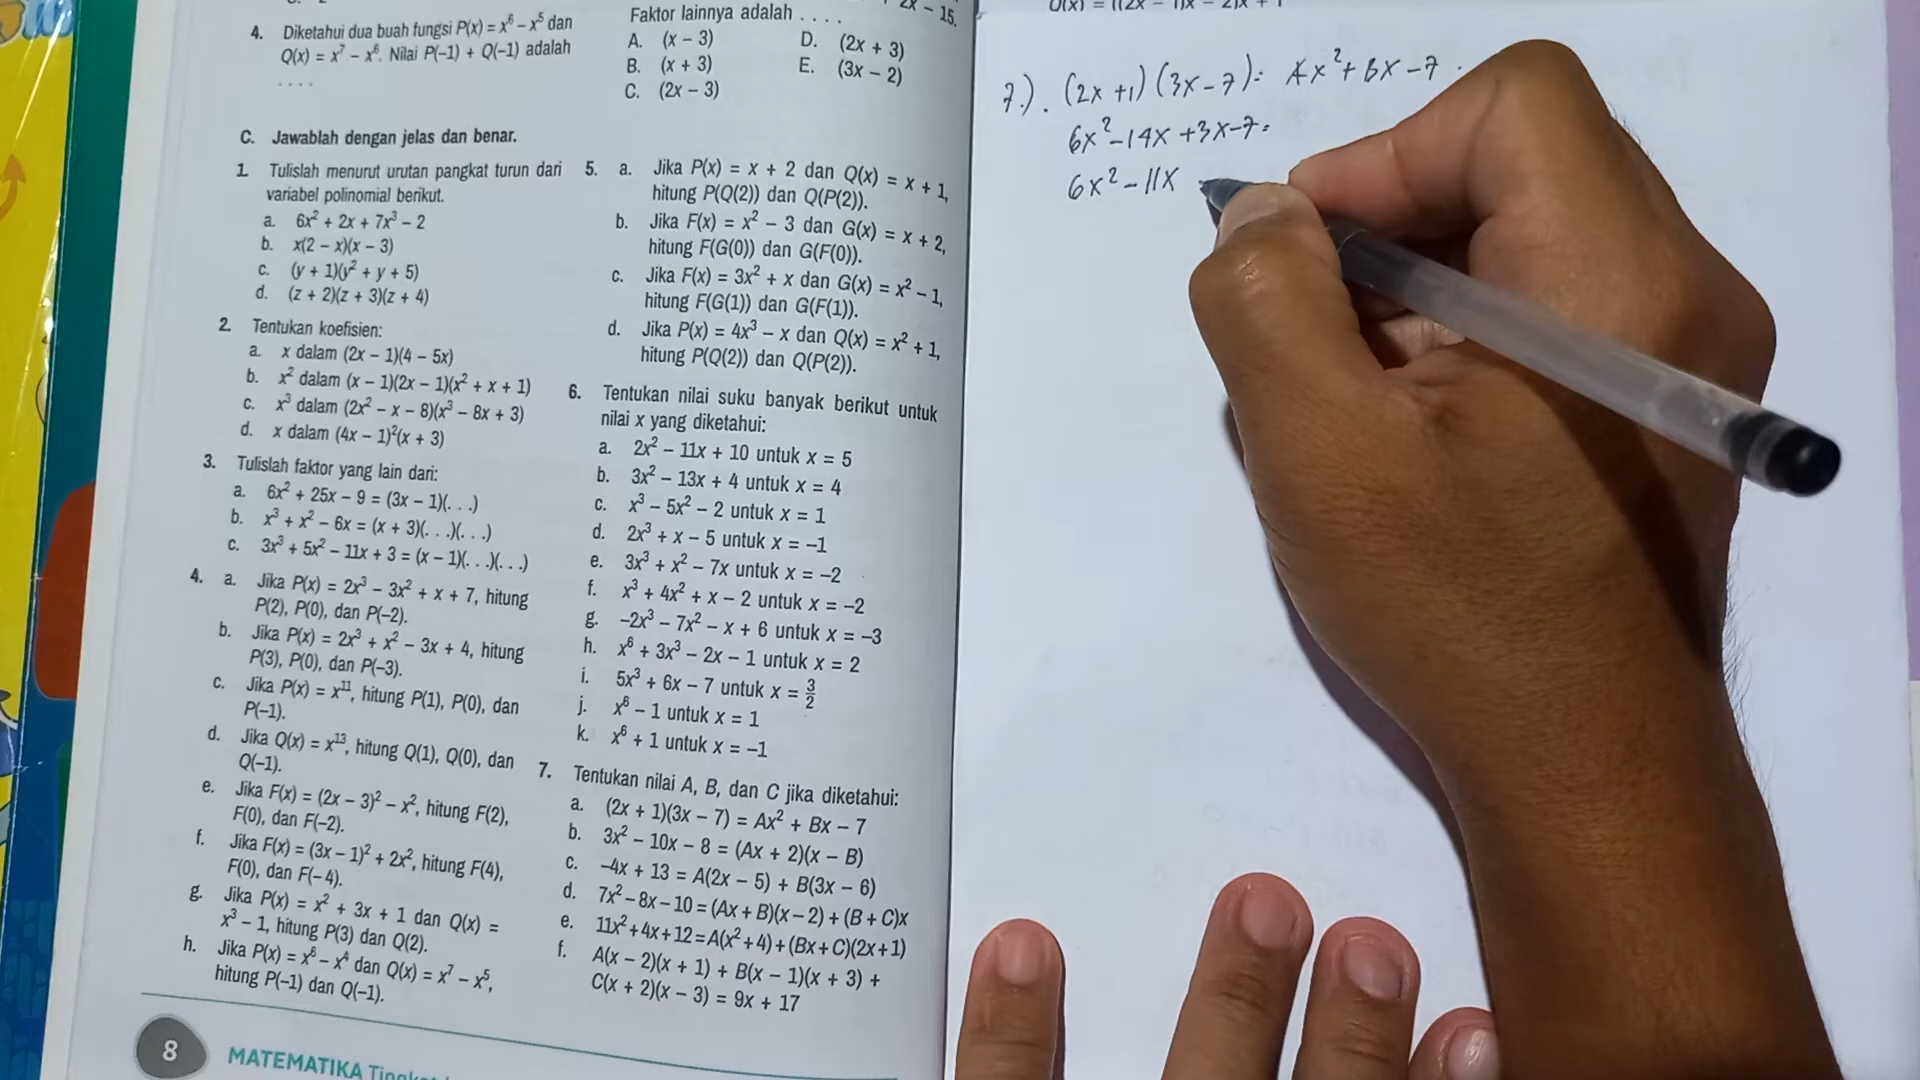 4. Diketahui dua buah fungsi P(x) = x⁶ – x⁵ dan
Q(x) = x⁷ – x⁶. Nilai P(–1) + Q(–1) adalah
. . . .
C. Jawablah dengan jelas dan benar.
1. Tulislah menurut urutan pangkat turun dari
variabel polinomial berikut.
a. 6x² + 2x + 7x³ – 2
b. x(2 – x)(x – 3)
c. (y + 1)(y² + y + 5)
d. (z + 2)(z + 3)(z + 4)
2. Tentukan koefisien:
a. x dalam (2x – 1)(4 – 5x)
b. x² dalam (x – 1)(2x – 1)(x² + x + 1)
c. x³ dalam (2x² – x – 8)(x³ – 8x + 3)
d. x dalam (4x – 1)²(x + 3)
3. Tulislah faktor yang lain dari:
a. 6x² + 25x – 9 = (3x – 1)(. . .)
b. x³ + x² – 6x = (x + 3)(. . .)(. . .)
c. 3x³ + 5x² – 11x + 3 = (x – 1)(. . .)(. . .)
4. a. Jika P(x) = 2x³ – 3x² + x + 7, hitung
P(2), P(0), dan P(–2).
b. Jika P(x) = 2x³ + x² – 3x + 4, hitung
P(3), P(0), dan P(–3).
c. Jika P(x) = x¹¹, hitung P(1), P(0), dan
P(–1).
d. Jika Q(x) = x¹³, hitung Q(1), Q(0), dan
Q(–1).
e. Jika F(x) = (2x – 3)² – x², hitung F(2),
F(0), dan F(–2).
f. Jika F(x) = (3x – 1)² + 2x², hitung F(4),
F(0), dan F(–4).
g. Jika P(x) = x² + 3x + 1 dan Q(x) =
x³ – 1, hitung P(3) dan Q(2).
h. Jika P(x) = x⁶ – x⁴ dan Q(x) = x⁷ – x⁵,
hitung P(–1) dan Q(–1).
8 MATEMATIKA
2x – 15.
Faktor lainnya adalah . . . .
A. (x – 3) D. (2x + 3)
B. (x + 3) E. (3x – 2)
C. (2x – 3)
5. a. Jika P(x) = x + 2 dan Q(x) = x + 1,
hitung P(Q(2)) dan Q(P(2)).
b. Jika F(x) = x² – 3 dan G(x) = x + 2,
hitung F(G(0)) dan G(F(0)).
c. Jika F(x) = 3x² + x dan G(x) = x² – 1,
hitung F(G(1)) dan G(F(1)).
d. Jika P(x) = 4x³ – x dan Q(x) = x² + 1,
hitung P(Q(2)) dan Q(P(2)).
6. Tentukan nilai suku banyak berikut untuk
nilai x yang diketahui:
a. 2x² – 11x + 10 untuk x = 5
b. 3x² – 13x + 4 untuk x = 4
c. x³ – 5x² – 2 untuk x = 1
d. 2x³ + x – 5 untuk x = –1
e. 3x³ + x² – 7x untuk x = –2
f. x³ + 4x² + x – 2 untuk x = –2
g. –2x³ – 7x² – x + 6 untuk x = –3
h. x⁶ + 3x³ – 2x – 1 untuk x = 2
i. 5x³ + 6x – 7 untuk x = 3/2
j. x⁶ – 1 untuk x = 1
k. x⁶ + 1 untuk x = –1
7. Tentukan nilai A, B, dan C jika diketahui:
a. (2x + 1)(3x – 7) = Ax² + Bx – 7
b. 3x² – 10x – 8 = (Ax + 2)(x – B)
c. –4x + 13 = A(2x – 5) + B(3x – 6)
d. 7x² – 8x – 10 = (Ax + B)(x – 2) + (B + C)x
e. 11x² + 4x + 12 = A(x² + 4) + (Bx + C)(2x + 1)
f. A(x – 2)(x + 1) + B(x – 1)(x + 3) +
C(x + 2)(x – 3) = 9x + 17
7.). (2x +1) (3x – 7) = Ax² + Bx – 7
6x² – 14x + 3x – 7 =
6x² – 11x